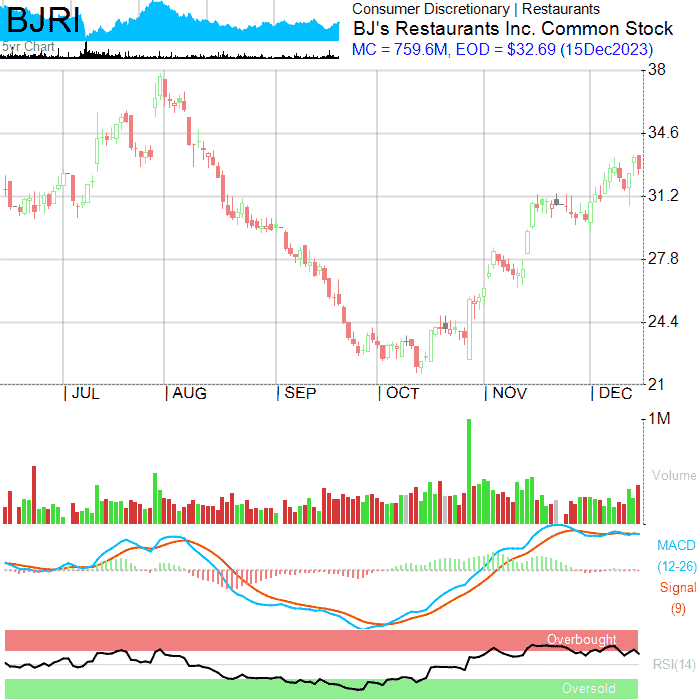 BJRI
5yr Chart
Consumer Discretionary | Restaurants
BJ's Restaurants Inc. Common Stock
MC = 759.6M, EOD = $32.69 (15Dec2023)
38
34.6
31.2
27.8
24.4
21
| JUL | AUG | SEP | OCT | NOV | DEC
1M
Volume
MACD
(12-26)
Signal
(9)
Overbought
RSI(14)
Oversold